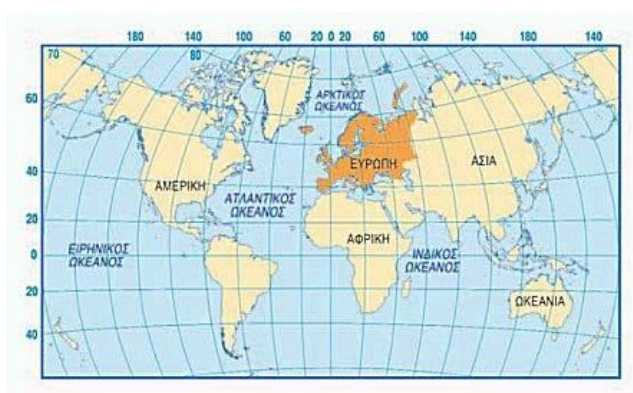 180 140 100 60 20 0 20 60 100 140 180 140
70
80
60
40
20
0
20
40
ΑΡΚΤΙΚΟΣ
ΩΚΕΑΝΟΣ
ΕΥΡΩΠΗ
ΑΣΙΑ
ΑΜΕΡΙΚΗ
ΑΤΛΑΝΤΙΚΟΣ
ΩΚΕΑΝΟΣ
ΑΦΡΙΚΗ
ΕΙΡΗΝΙΚΟΣ
ΩΚΕΑΝΟΣ
ΙΝΔΙΚΟΣ
ΩΚΕΑΝΟΣ
ΩΚΕΑΝΙΑ